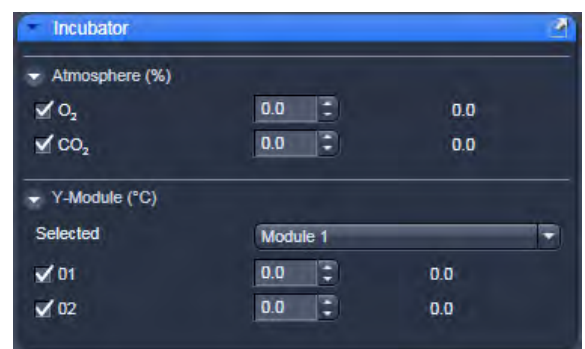 Incubator
Atmosphere (%)
O₂ 0.0 0.0
CO₂ 0.0 0.0
Y-Module (°C)
Selected Module 1
01 0.0 0.0
02 0.0 0.0